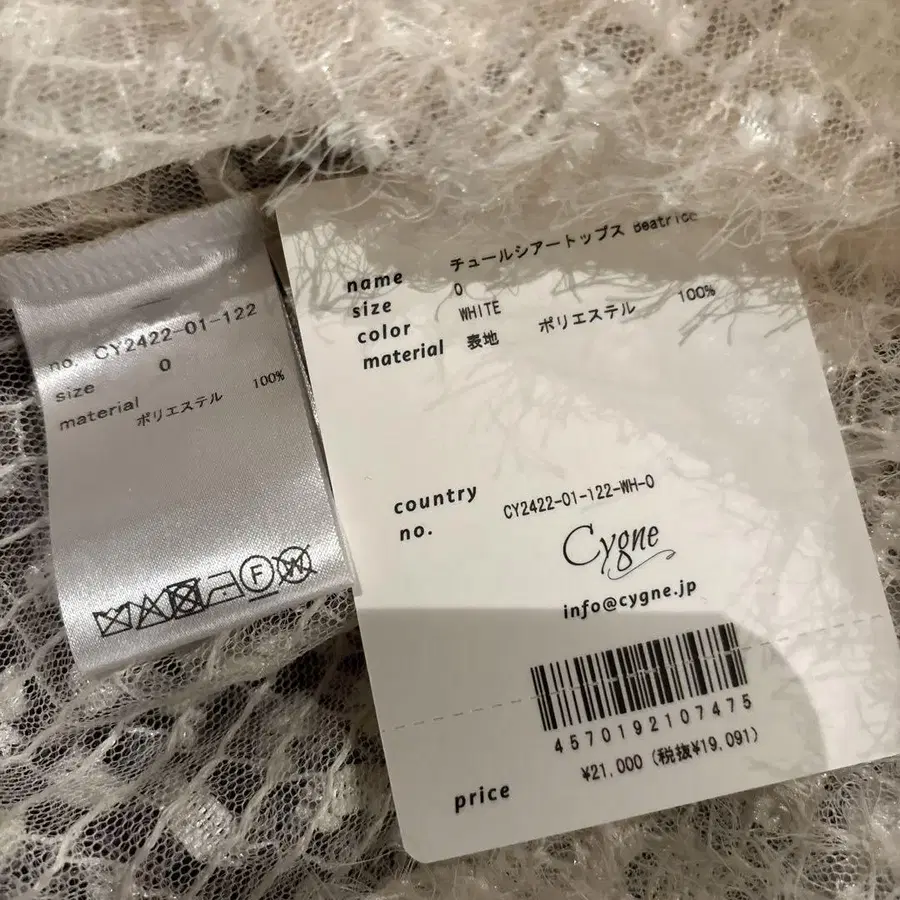 no. CY2422-01-122
size 0
material ポリエステル 100%
F
W
name チュールシアートップス Beatrice
size 0
color WHITE
material 表地 ポリエステル 100%
country
no. CY2422-01-122-WH-0
Cygne
info@cygne.jp
4570192107475
price ¥21,000 (税抜¥19,091)